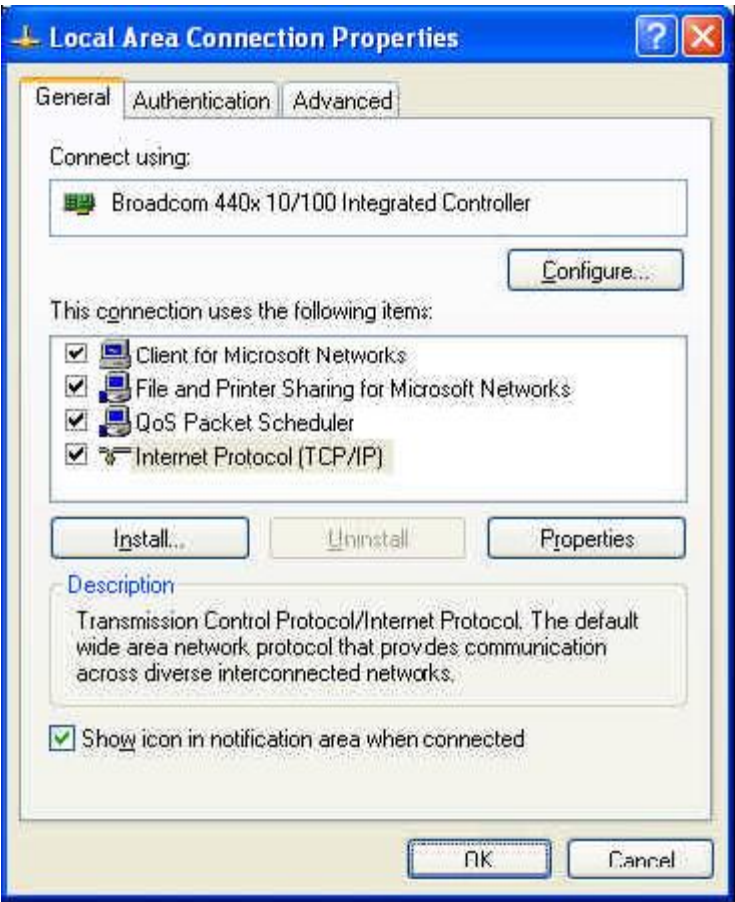 Local Area Connection Properties
General Authentication Advanced
Connect using:
Broadcom 440x 10/100 Integrated Controller
Configure...
This connection uses the following items:
Client for Microsoft Networks
File and Printer Sharing for Microsoft Networks
QoS Packet Scheduler
Internet Protocol (TCP/IP)
Install... Uninstall Properties
Description
Transmission Control Protocol/Internet Protocol. The default
wide area network protocol that provides communication
across diverse interconnected networks.
Show icon in notification area when connected
OK Cancel